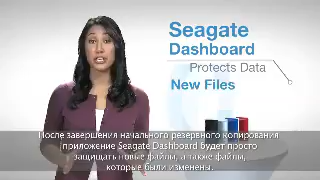 Seagate
Dashboard
Protects Data
New Files
После завершения начального резервного копирования
приложение Seagate Dashboard будет просто
защищать новые файлы, а также файлы,
которые были изменены.